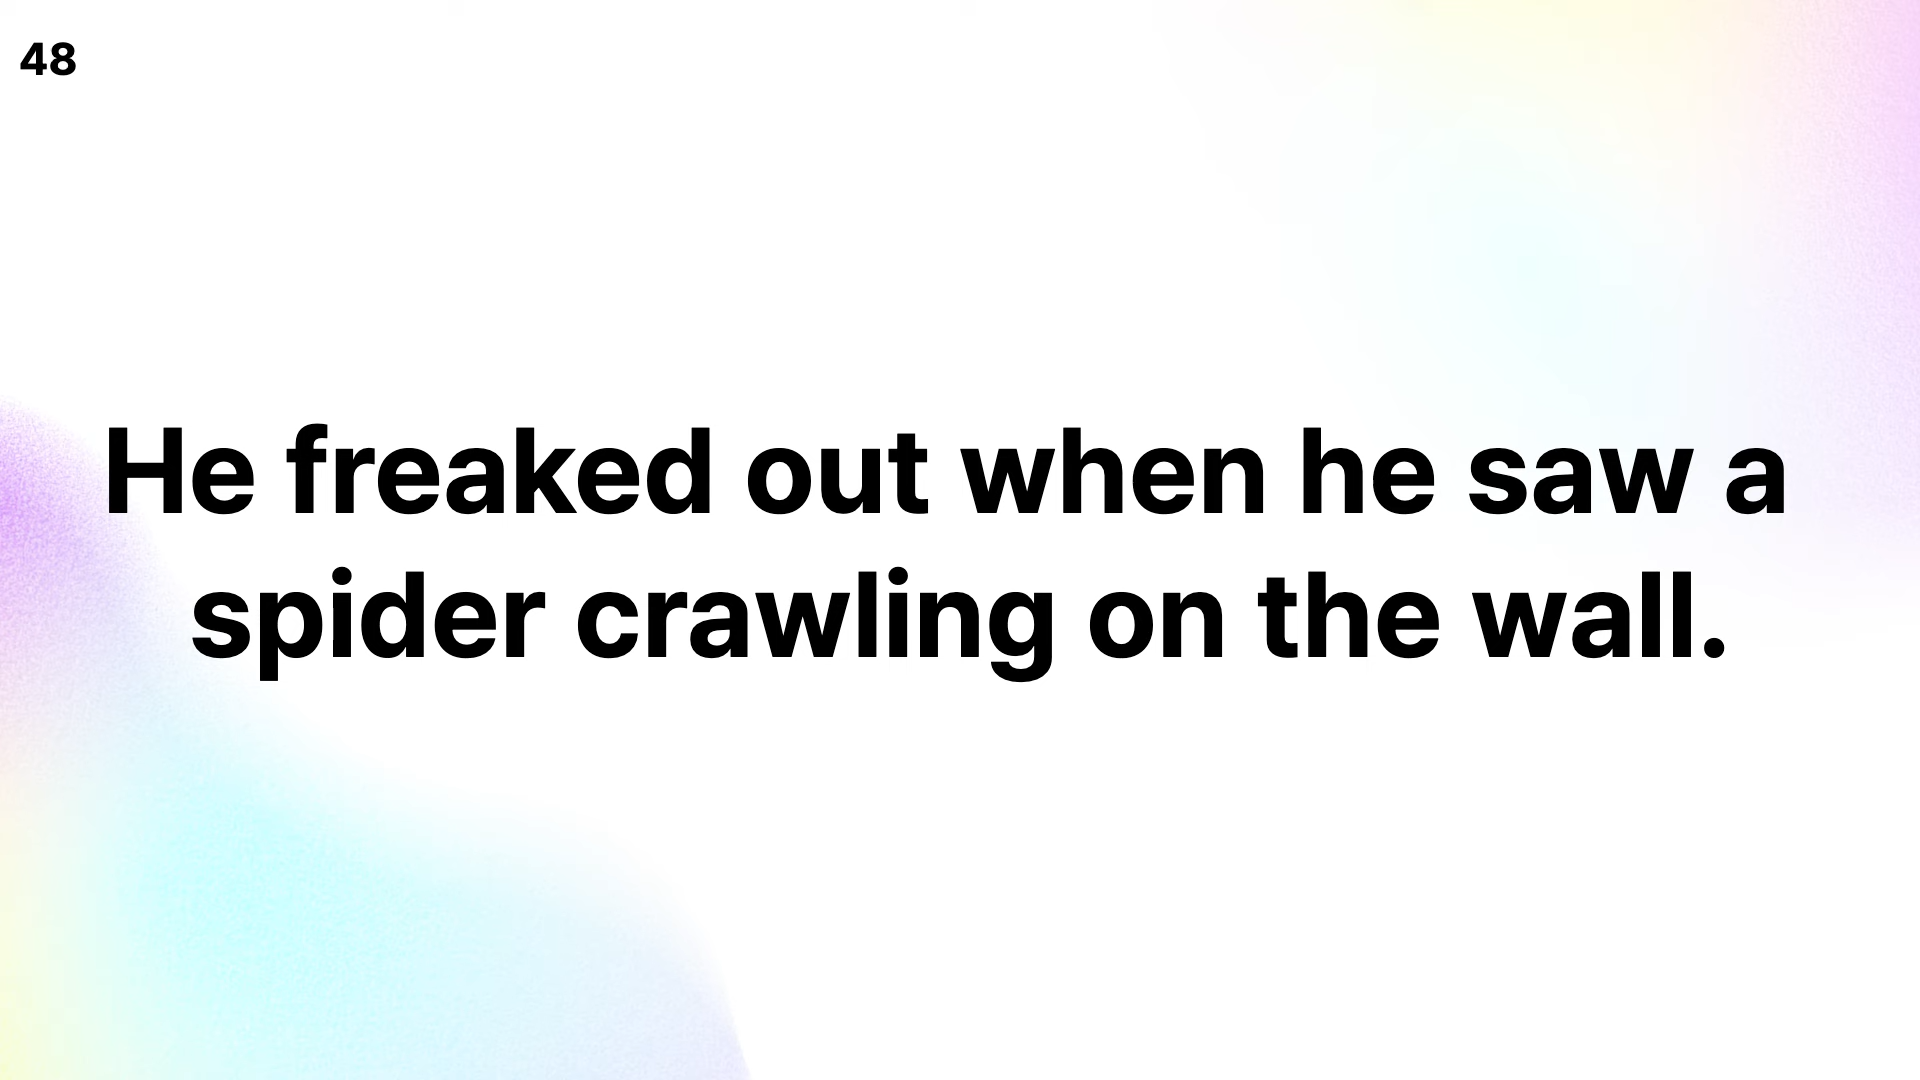 48
He freaked out when he saw a
spider crawling on the wall.